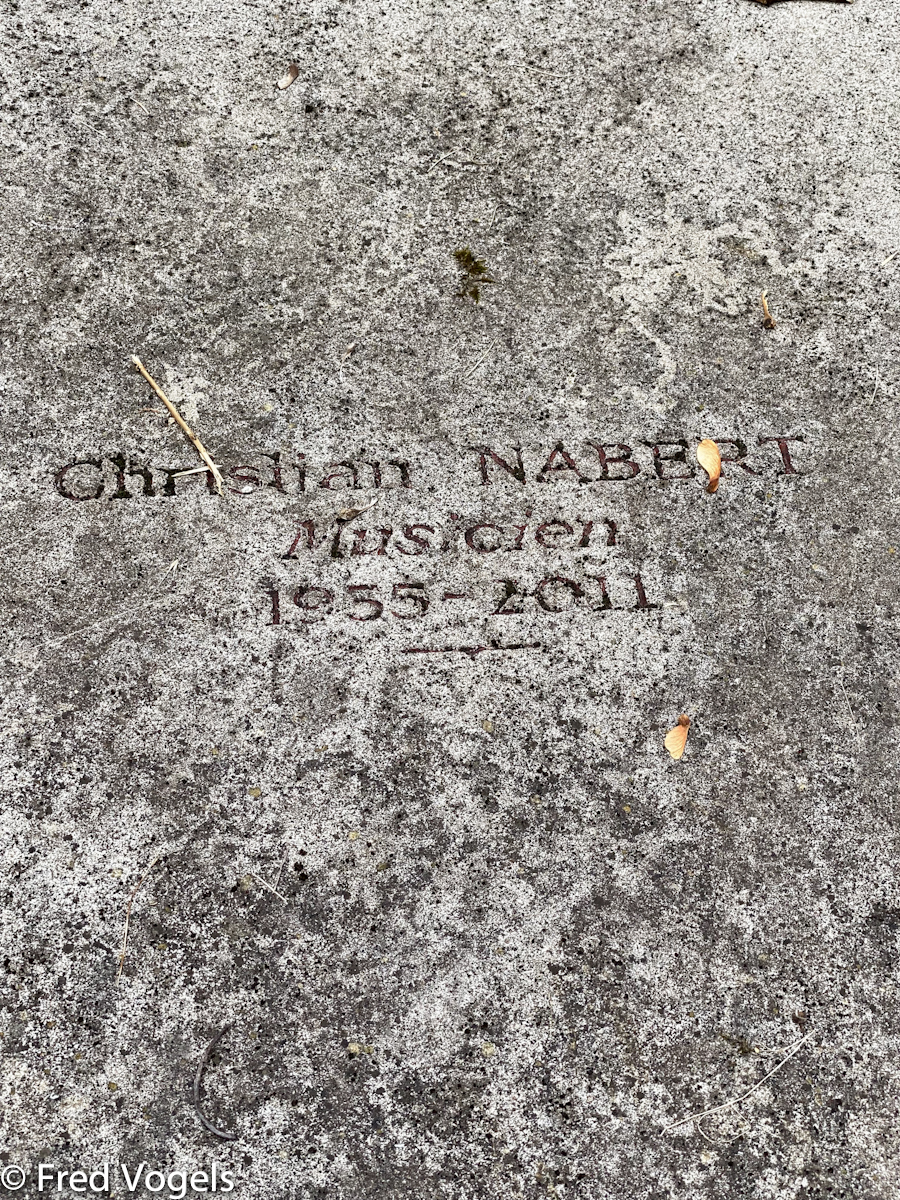 Christian NABERT
Musicien
1955-2011
© Fred Vogels